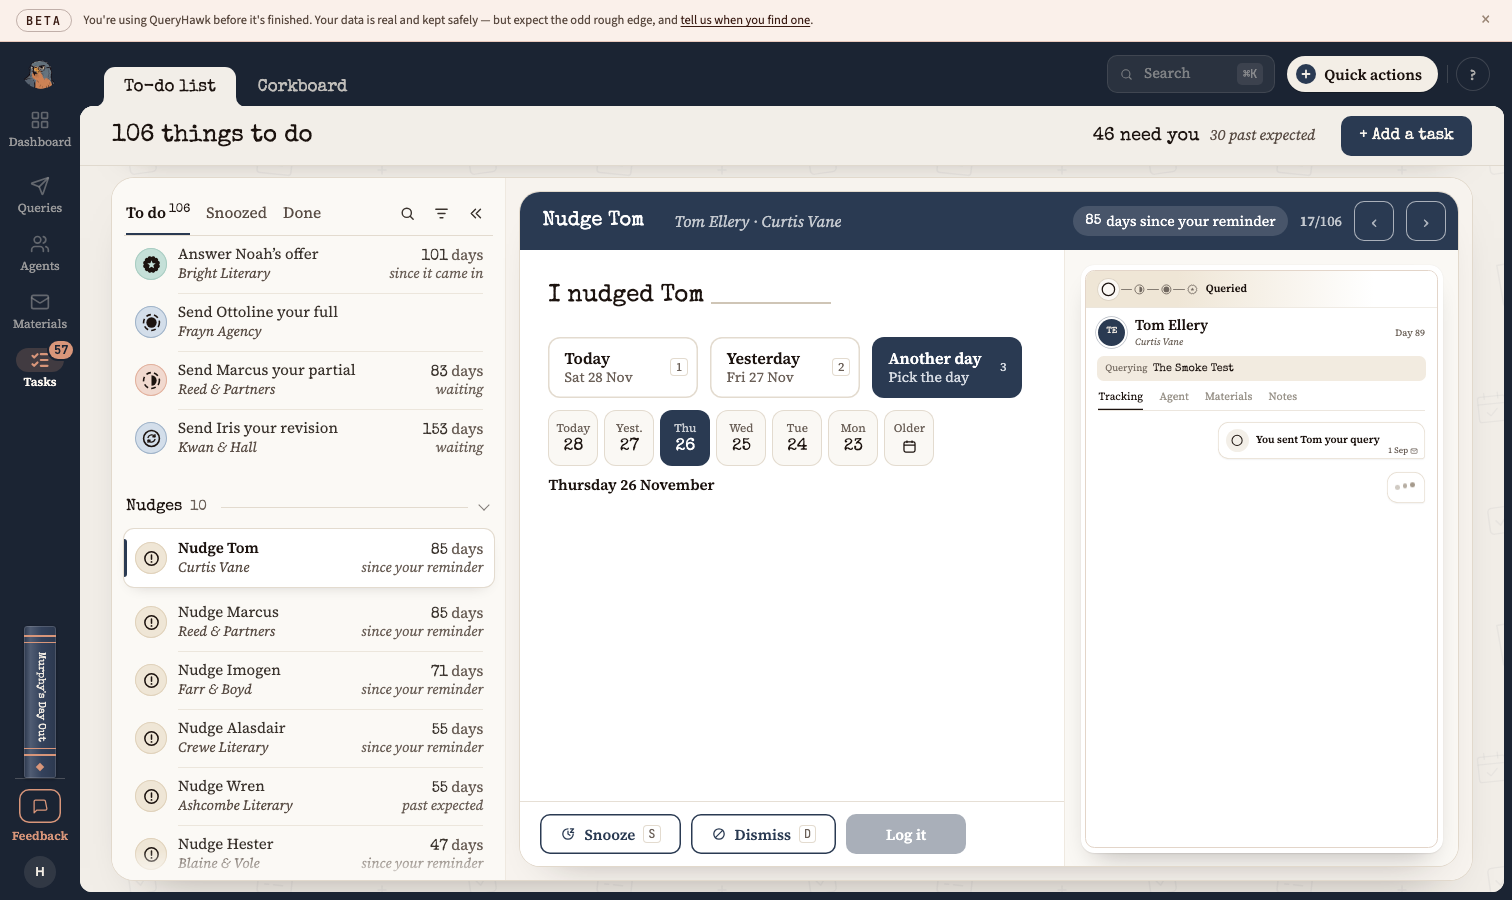 BETA
You're using QueryHawk before it's finished. Your data is real and kept safely — but expect the odd rough edge, and tell us when you find one.
×
To-do list
Corkboard
Search
⌘K
+ Quick actions
?
Dashboard
Queries
Agents
Materials
57
Tasks
Murphy's Day Out
Feedback
H
106 things to do
46 need you
30 past expected
+ Add a task
To do 106
Snoozed
Done
Answer Noah's offer
101 days
Bright Literary
since it came in
Send Ottoline your full
Frayn Agency
Send Marcus your partial
83 days
Reed & Partners
waiting
Send Iris your revision
153 days
Kwan & Hall
waiting
Nudges 10
Nudge Tom
85 days
Curtis Vane
since your reminder
Nudge Marcus
85 days
Reed & Partners
since your reminder
Nudge Imogen
71 days
Farr & Boyd
since your reminder
Nudge Alasdair
55 days
Crewe Literary
since your reminder
Nudge Wren
55 days
Ashcombe Literary
past expected
Nudge Hester
47 days
Blaine & Vole
since your reminder
Nudge Tom
Tom Ellery · Curtis Vane
85 days since your reminder
17/106
‹
›
I nudged Tom
Today
Sat 28 Nov
1
Yesterday
Fri 27 Nov
2
Another day
Pick the day
3
Today
28
Yest.
27
Thu
26
Wed
25
Tue
24
Mon
23
Older
Thursday 26 November
Snooze S
Dismiss D
Log it
Queried
TE
Tom Ellery
Curtis Vane
Day 89
Querying The Smoke Test
Tracking
Agent
Materials
Notes
You sent Tom your query
1 Sep